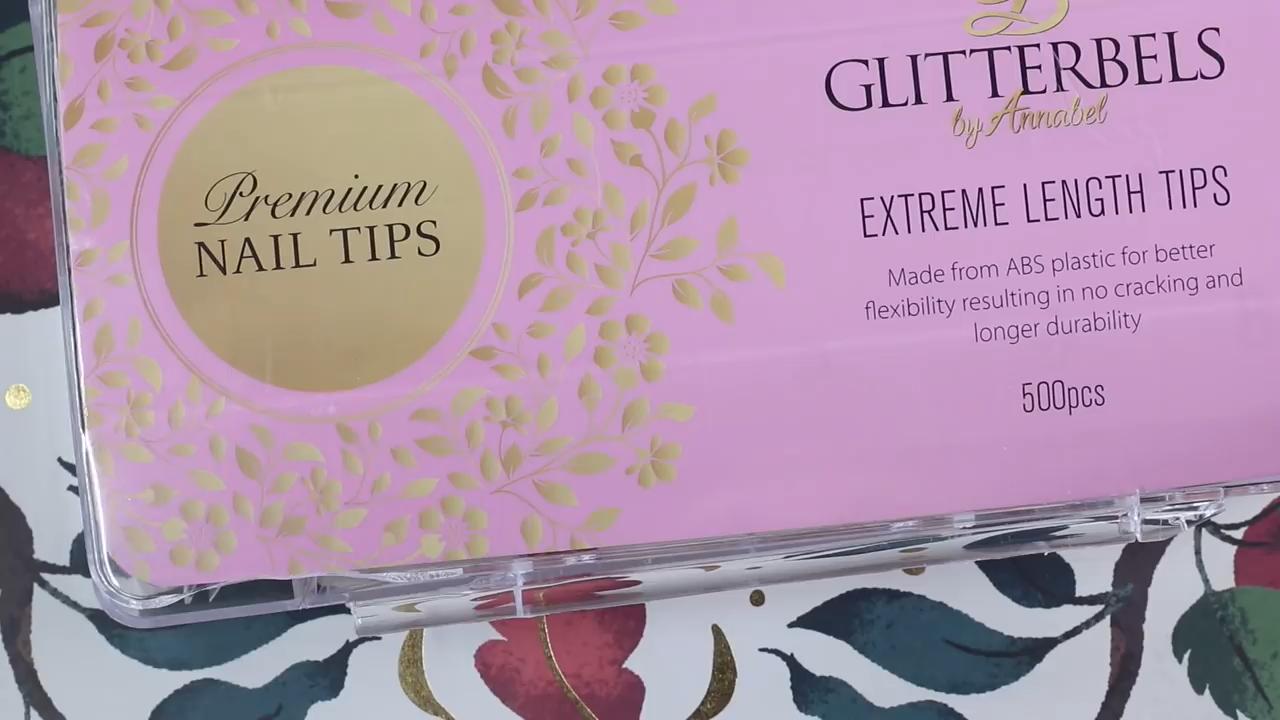 Premium
NAIL TIPS
GLITTERBELS
by Annabel
EXTREME LENGTH TIPS
Made from ABS plastic for better
flexibility resulting in no cracking and
longer durability
500pcs